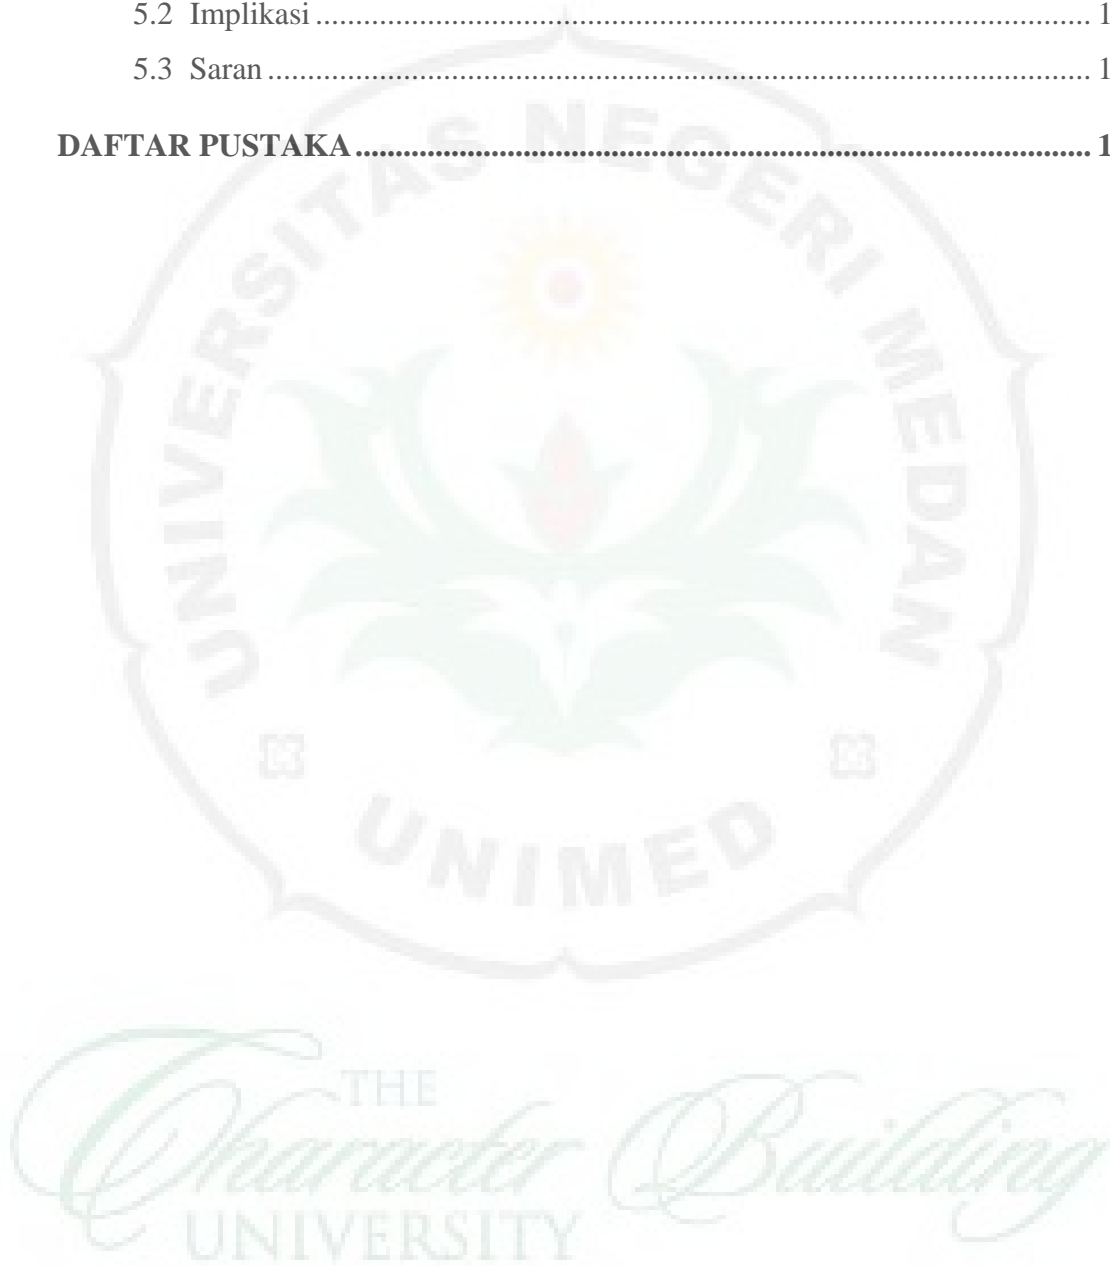 5.2 Implikasi ........................................................................................ 1
5.3 Saran ............................................................................................. 1
DAFTAR PUSTAKA ........................................................................... 1
UNIVERSITAS NEGERI MEDAN
UNIMED
THE
Character Building
UNIVERSITY